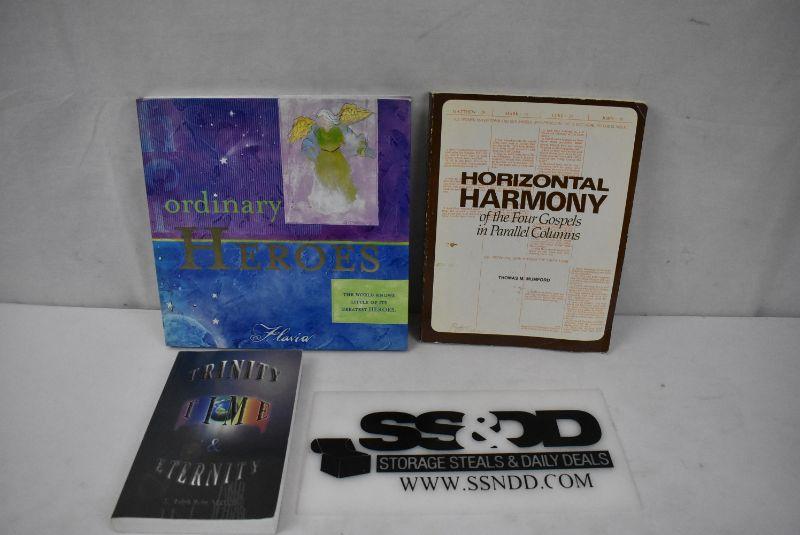 ordinary
HEROES
THE WORLD KNOWS
LITTLE OF ITS
GREATEST HEROES.
Flavia
HORIZONTAL
HARMONY
of the Four Gospels
in Parallel Columns
THOMAS M. MUMFORD
TRINITY
TIME
&
ETERNITY
SS&DD
STORAGE STEALS & DAILY DEALS
WWW.SSNDD.COM